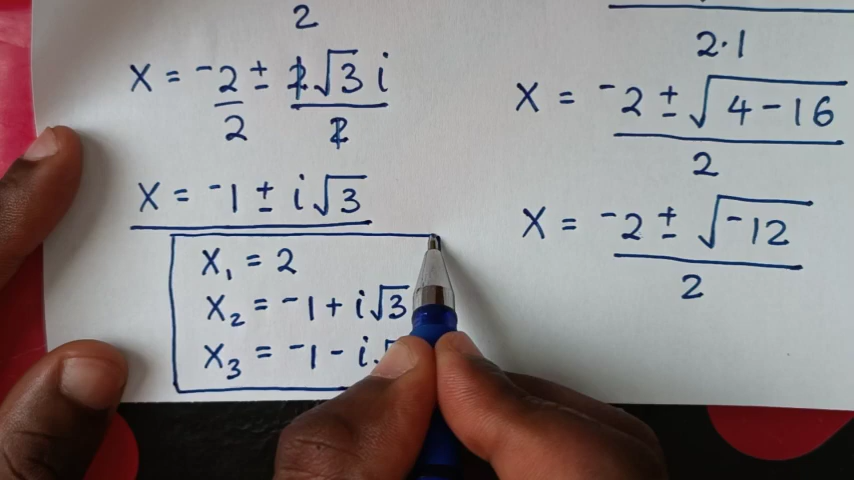 2
X = -2 ± 2√3 i
2 2
X = -1 ± i√3
X₁ = 2
X₂ = -1 + i√3
X₃ = -1 - i
2·1
X = -2 ± √4-16
2
X = -2 ± √-12
2